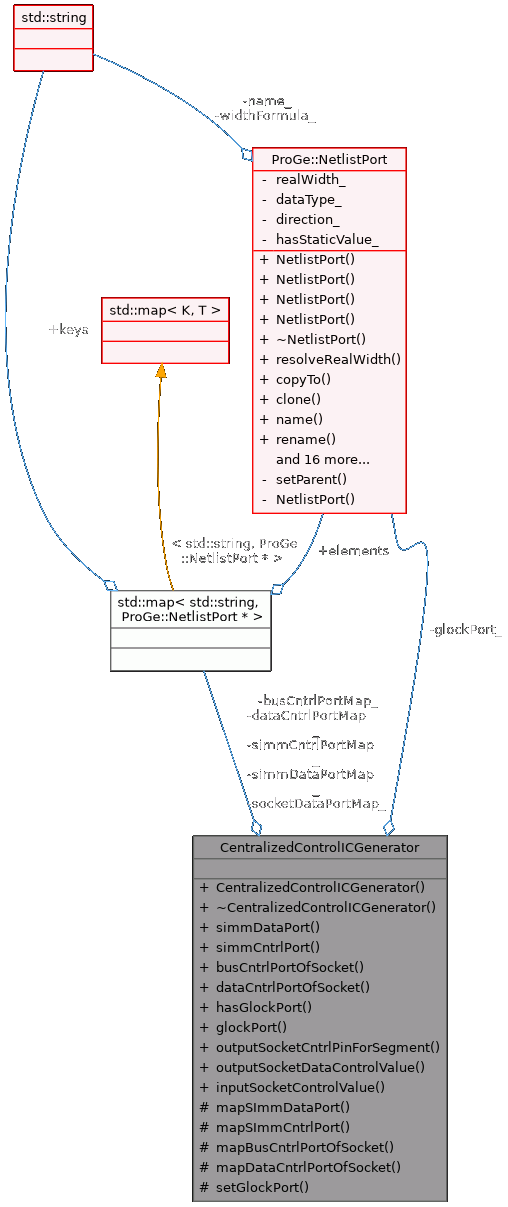 std::string
-name_
-widthFormula_
ProGe::NetlistPort
- realWidth_
- dataType_
- direction_
- hasStaticValue_
+ NetlistPort()
+ NetlistPort()
+ NetlistPort()
+ NetlistPort()
+ ~NetlistPort()
+ resolveRealWidth()
+ copyTo()
+ clone()
+ name()
+ rename()
and 16 more...
- setParent()
- NetlistPort()
+keys
std::map< K, T >
< std::string, ProGe
::NetlistPort * >
+elements
-glockPort_
std::map< std::string,
ProGe::NetlistPort * >
-busCntrlPortMap_
-dataCntrlPortMap
_
-simmCntrlPortMap
_
-simmDataPortMap
_
socketDataPortMap_
CentralizedControlICGenerator
+ CentralizedControlICGenerator()
+ ~CentralizedControlICGenerator()
+ simmDataPort()
+ simmCntrlPort()
+ busCntrlPortOfSocket()
+ dataCntrlPortOfSocket()
+ hasGlockPort()
+ glockPort()
+ outputSocketCntrlPinForSegment()
+ outputSocketDataControlValue()
+ inputSocketControlValue()
# mapSImmDataPort()
# mapSImmCntrlPort()
# mapBusCntrlPortOfSocket()
# mapDataCntrlPortOfSocket()
# setGlockPort()